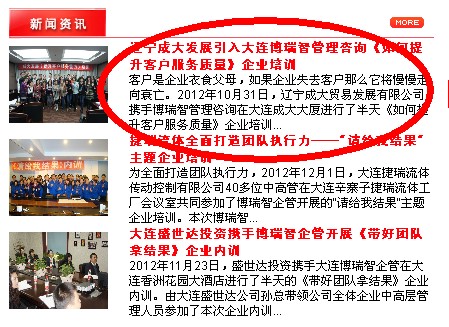 新闻资讯
MORE
辽宁成大发展引入大连博瑞智管理咨询《如何提
升客户服务质量》企业培训
客户是企业衣食父母，如果企业失去客户那么它将慢慢走
向衰亡。2012年10月31日，辽宁成大贸易发展有限公司
携手博瑞智管理咨询在大连成大大厦进行了半天《如何提
升客户服务质量》企业培训...
捷瑞流体全面打造团队执行力——“请给我结果”
主题企业内训
为全面打造团队执行力，2012年12月1日，大连捷瑞流体
传动控制有限公司40多位中高管在大连辛寨子捷瑞流体工
厂会议室共同参加了博瑞智企管开展的“请给我结果”主题
企业培训。本次博瑞智...
大连盛世达投资携手博瑞智企管开展《带好团队
拿结果》企业内训
2012年11月23日，盛世达投资携手大连博瑞智企管在大
连香洲花园大酒店进行了半天的《带好团队拿结果》企业
内训。由大连盛世达公司孙总带领公司全体企业中高层管
理人员参加了本次企业内训...